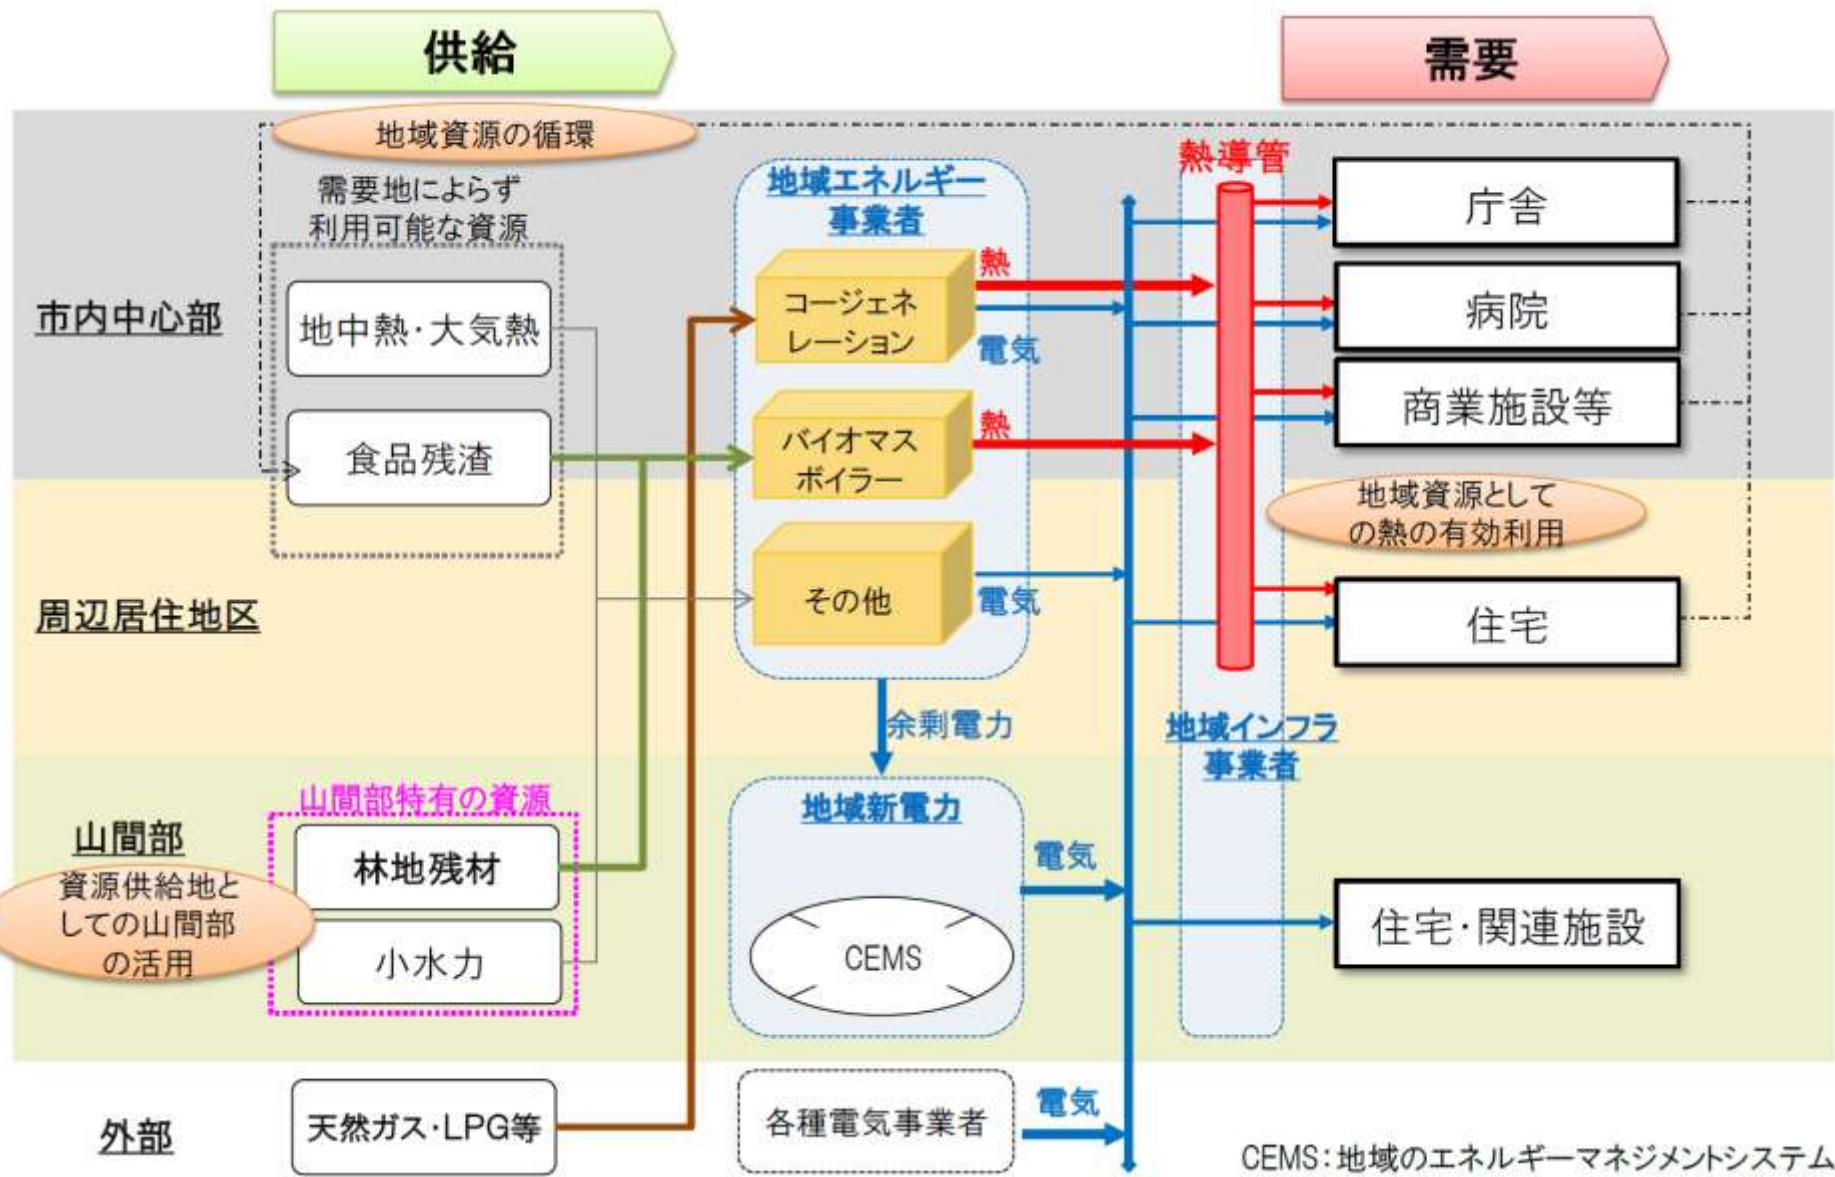 供給
需要
地域資源の循環
需要地によらず
利用可能な資源
市内中心部
地中熱・大気熱
食品残渣
地域エネルギー
事業者
コージェネ
レーション
熱
電気
バイオマス
ボイラー
熱
その他
電気
熱導管
庁舎
病院
商業施設等
地域資源として
の熱の有効利用
周辺居住地区
住宅
余剰電力
地域インフラ
事業者
山間部特有の資源
山間部
資源供給地と
しての山間部
の活用
林地残材
小水力
地域新電力
CEMS
電気
住宅・関連施設
外部
天然ガス・LPG等
各種電気事業者
電気
CEMS：地域のエネルギーマネジメントシステム